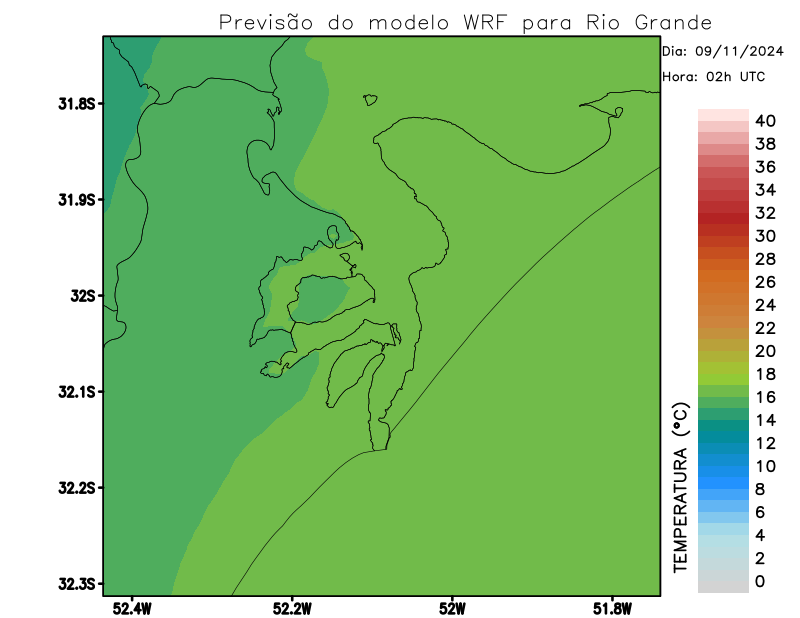 Previsão do modelo WRF para Rio Grande
Dia: 09/11/2024
Hora: 02h UTC
31.8S
31.9S
32S
32.1S
32.2S
32.3S
52.4W
52.2W
52W
51.8W
TEMPERATURA (°C)
40
38
36
34
32
30
28
26
24
22
20
18
16
14
12
10
8
6
4
2
0